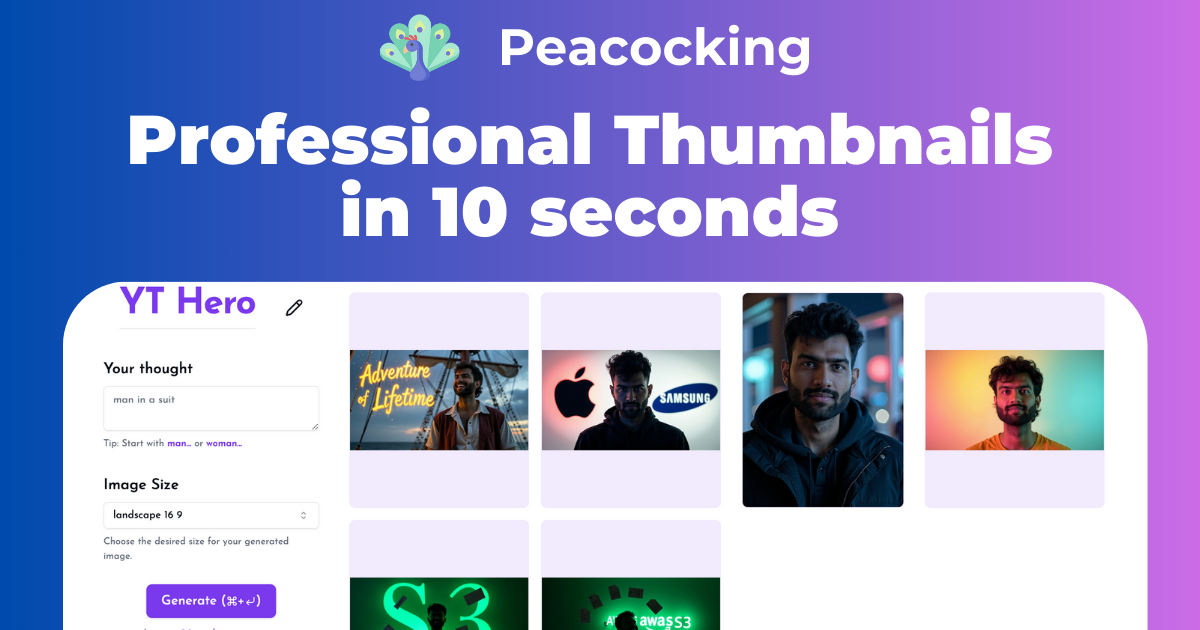 Peacocking
Professional Thumbnails
in 10 seconds
YT Hero
Your thought
man in a suit
Tip: Start with man... or woman...
Image Size
landscape 16 9
Choose the desired size for your generated
image.
Generate (⌘+↵)
Adventure
of Lifetime
SAMSUNG
S3
awas S3